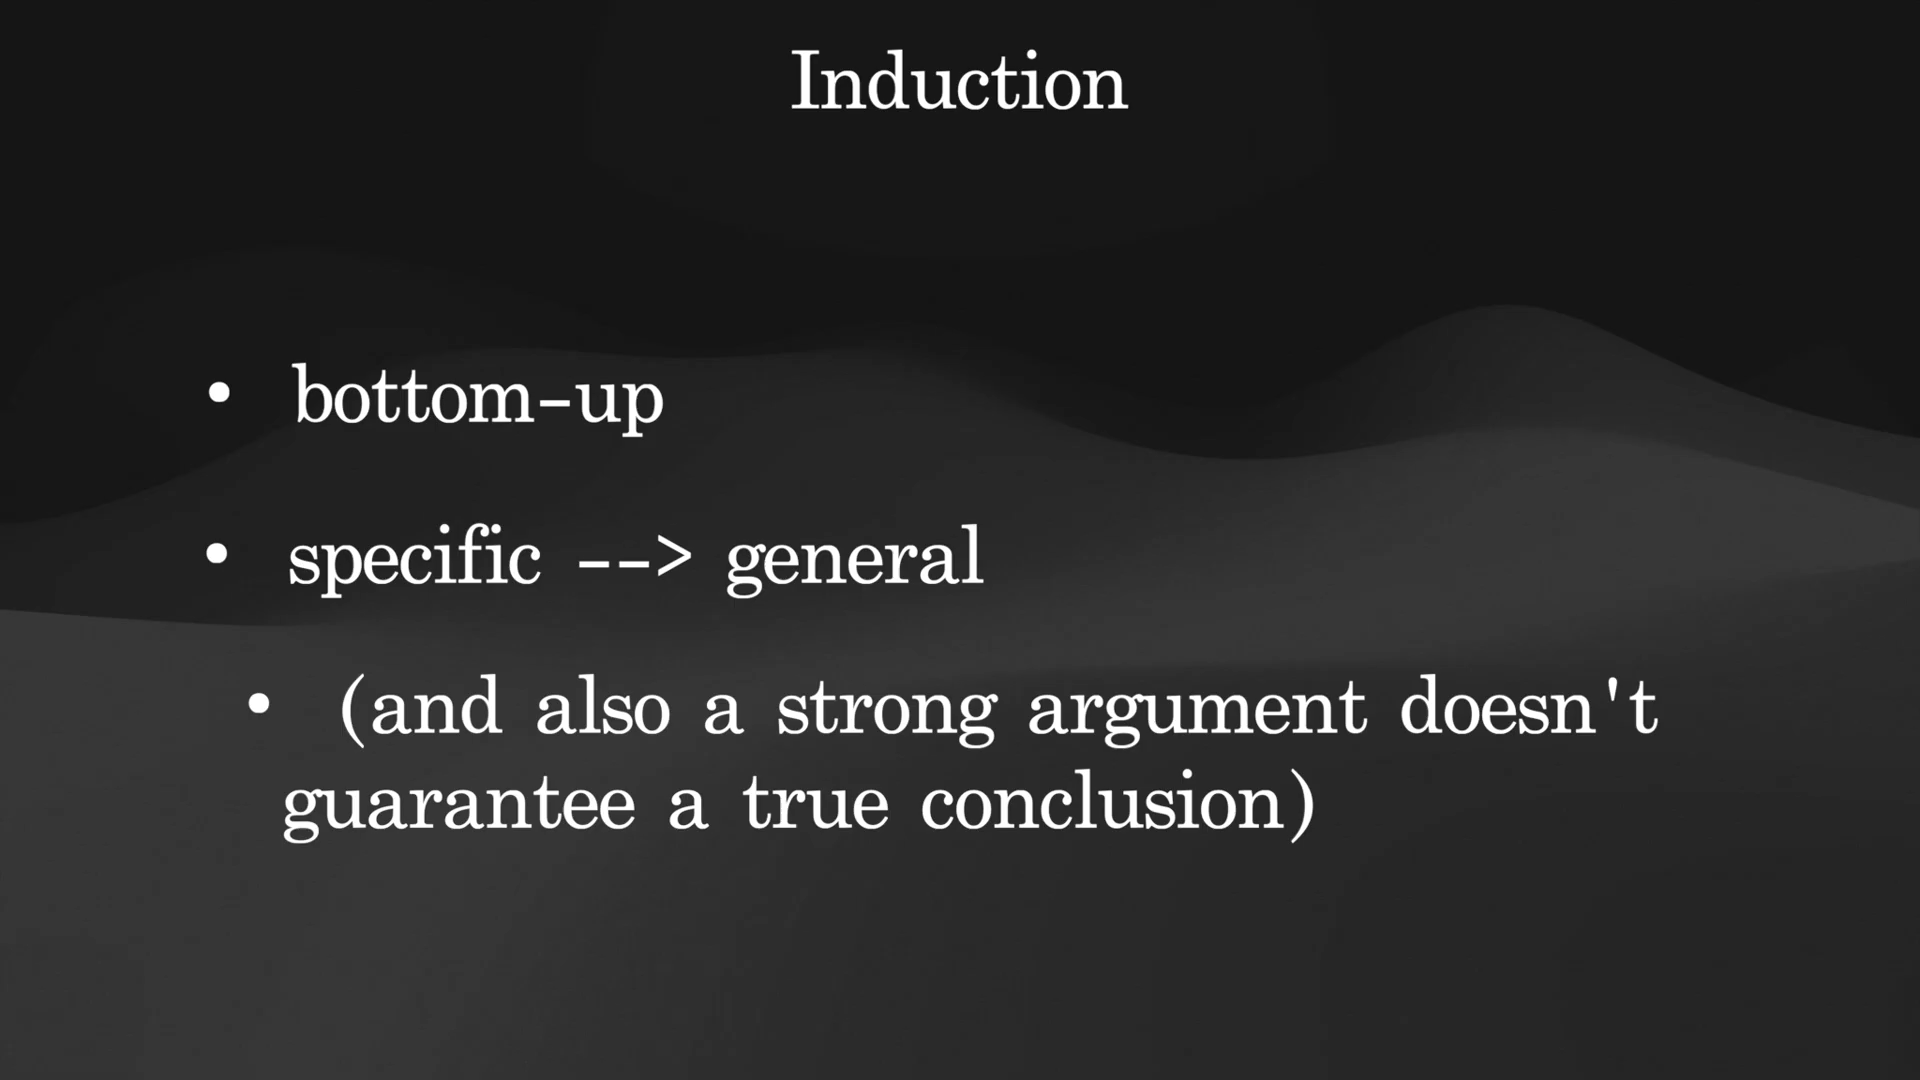 Induction
• bottom-up
• specific --> general
• (and also a strong argument doesn't
guarantee a true conclusion)